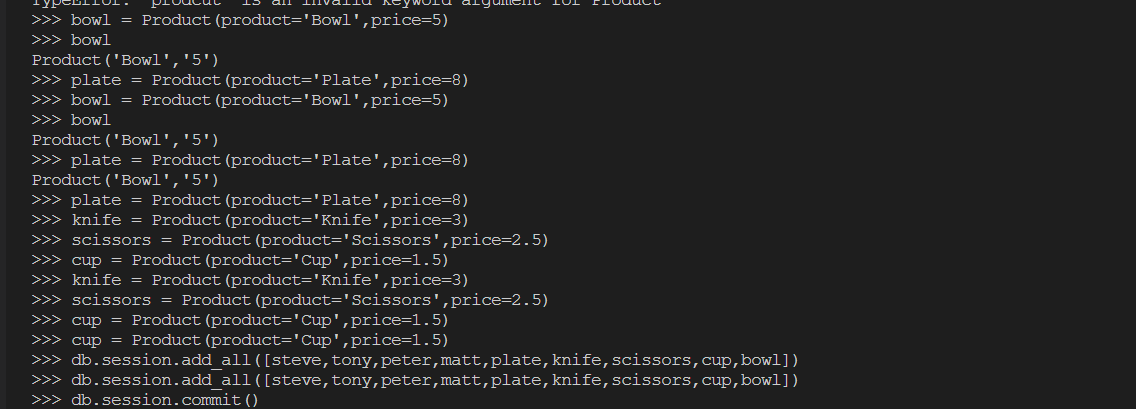 TypeError: 'prodcut' is an invalid keyword argument for Product
>>> bowl = Product(product='Bowl',price=5)
>>> bowl
Product('Bowl','5')
>>> plate = Product(product='Plate',price=8)
>>> bowl = Product(product='Bowl',price=5)
>>> bowl
Product('Bowl','5')
>>> plate = Product(product='Plate',price=8)
Product('Bowl','5')
>>> plate = Product(product='Plate',price=8)
>>> knife = Product(product='Knife',price=3)
>>> scissors = Product(product='Scissors',price=2.5)
>>> cup = Product(product='Cup',price=1.5)
>>> knife = Product(product='Knife',price=3)
>>> scissors = Product(product='Scissors',price=2.5)
>>> cup = Product(product='Cup',price=1.5)
>>> cup = Product(product='Cup',price=1.5)
>>> db.session.add_all([steve,tony,peter,matt,plate,knife,scissors,cup,bowl])
>>> db.session.add_all([steve,tony,peter,matt,plate,knife,scissors,cup,bowl])
>>> db.session.commit()